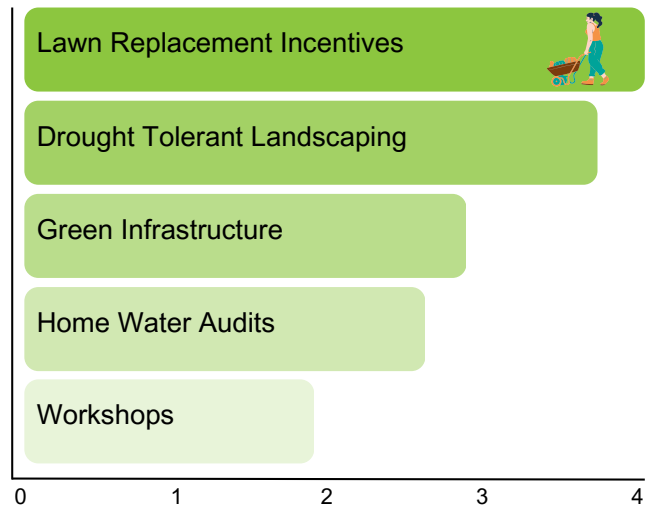 Lawn Replacement Incentives
Drought Tolerant Landscaping
Green Infrastructure
Home Water Audits
Workshops
0 1 2 3 4